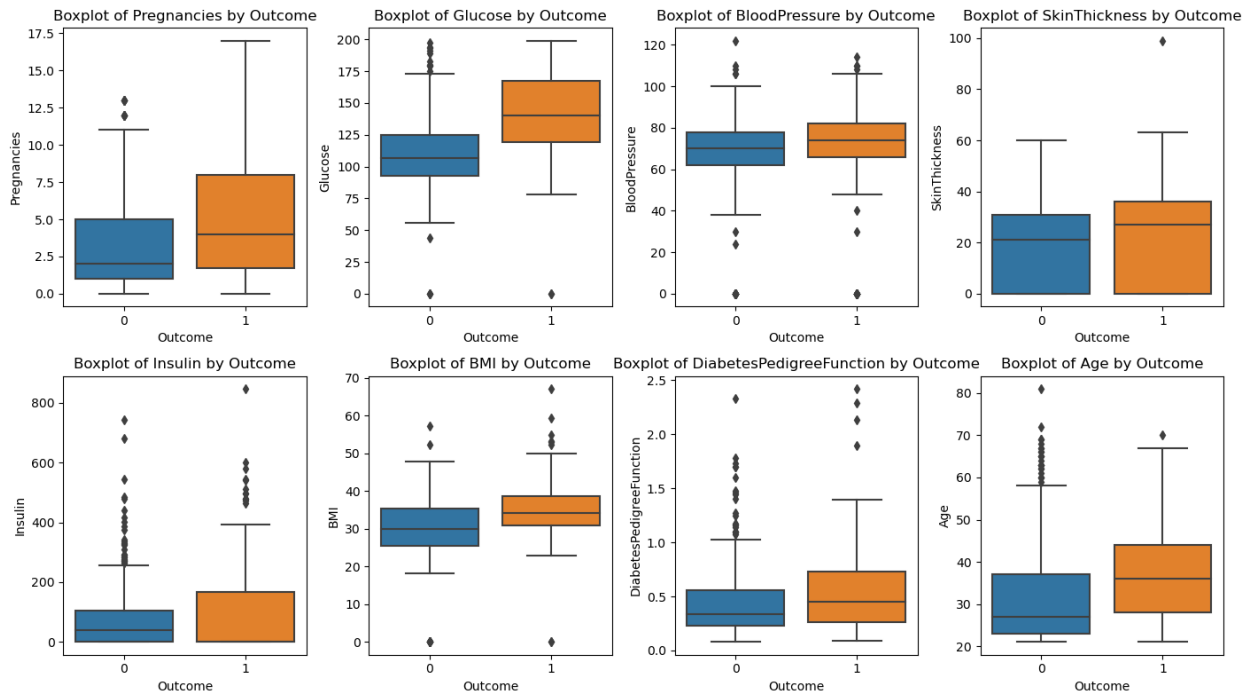 Boxplot of Pregnancies by Outcome
17.5
15.0
12.5
10.0
7.5
5.0
2.5
0.0
Pregnancies
0 1
Outcome
Boxplot of Glucose by Outcome
200
175
150
125
100
75
50
25
0
Glucose
0 1
Outcome
Boxplot of BloodPressure by Outcome
120
100
80
60
40
20
0
BloodPressure
0 1
Outcome
Boxplot of SkinThickness by Outcome
100
80
60
40
20
0
SkinThickness
0 1
Outcome
Boxplot of Insulin by Outcome
800
600
400
200
0
Insulin
0 1
Outcome
Boxplot of BMI by Outcome
70
60
50
40
30
20
10
0
BMI
0 1
Outcome
Boxplot of DiabetesPedigreeFunction by Outcome
2.5
2.0
1.5
1.0
0.5
0.0
DiabetesPedigreeFunction
0 1
Outcome
Boxplot of Age by Outcome
80
70
60
50
40
30
20
Age
0 1
Outcome